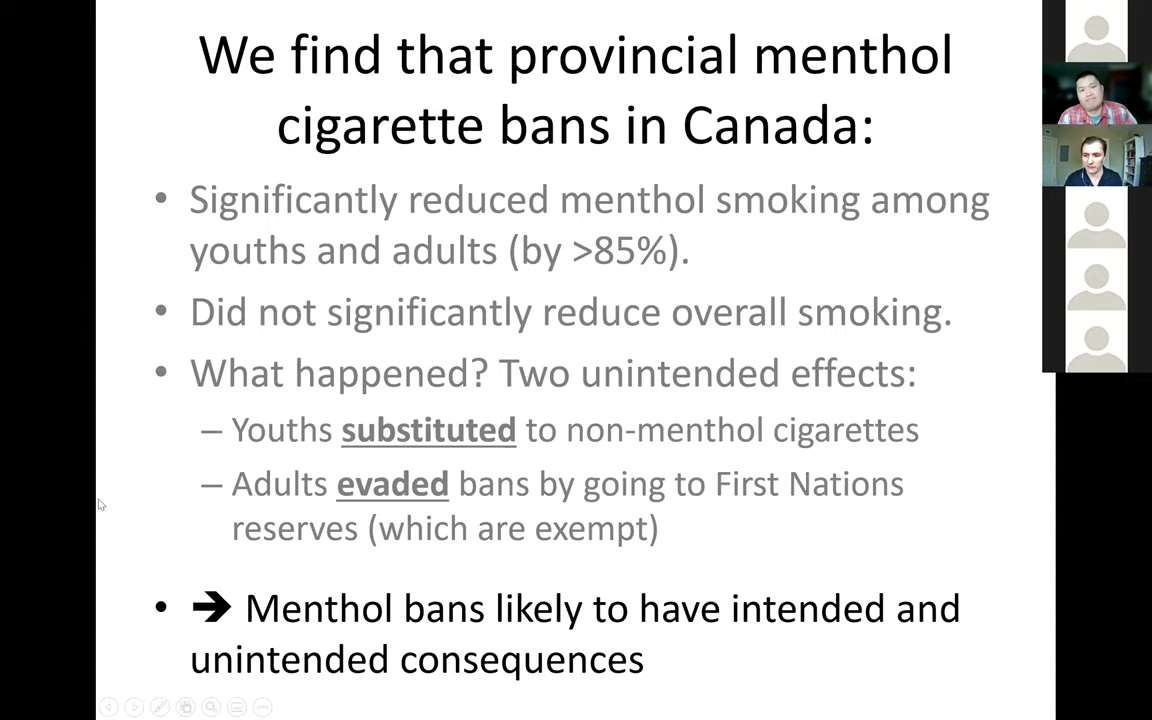 We find that provincial menthol
cigarette bans in Canada:
• Significantly reduced menthol smoking among
youths and adults (by >85%).
• Did not significantly reduce overall smoking.
• What happened? Two unintended effects:
– Youths substituted to non-menthol cigarettes
– Adults evaded bans by going to First Nations
reserves (which are exempt)
• ➔ Menthol bans likely to have intended and
unintended consequences